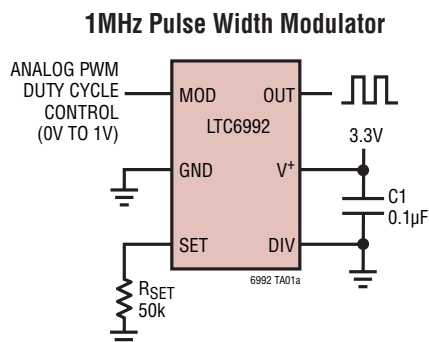 1MHz Pulse Width Modulator
ANALOG PWM
DUTY CYCLE
CONTROL
(0V TO 1V)
MOD
OUT
LTC6992
3.3V
GND
V+
C1
0.1µF
SET
DIV
RSET
50k
6992 TA01a